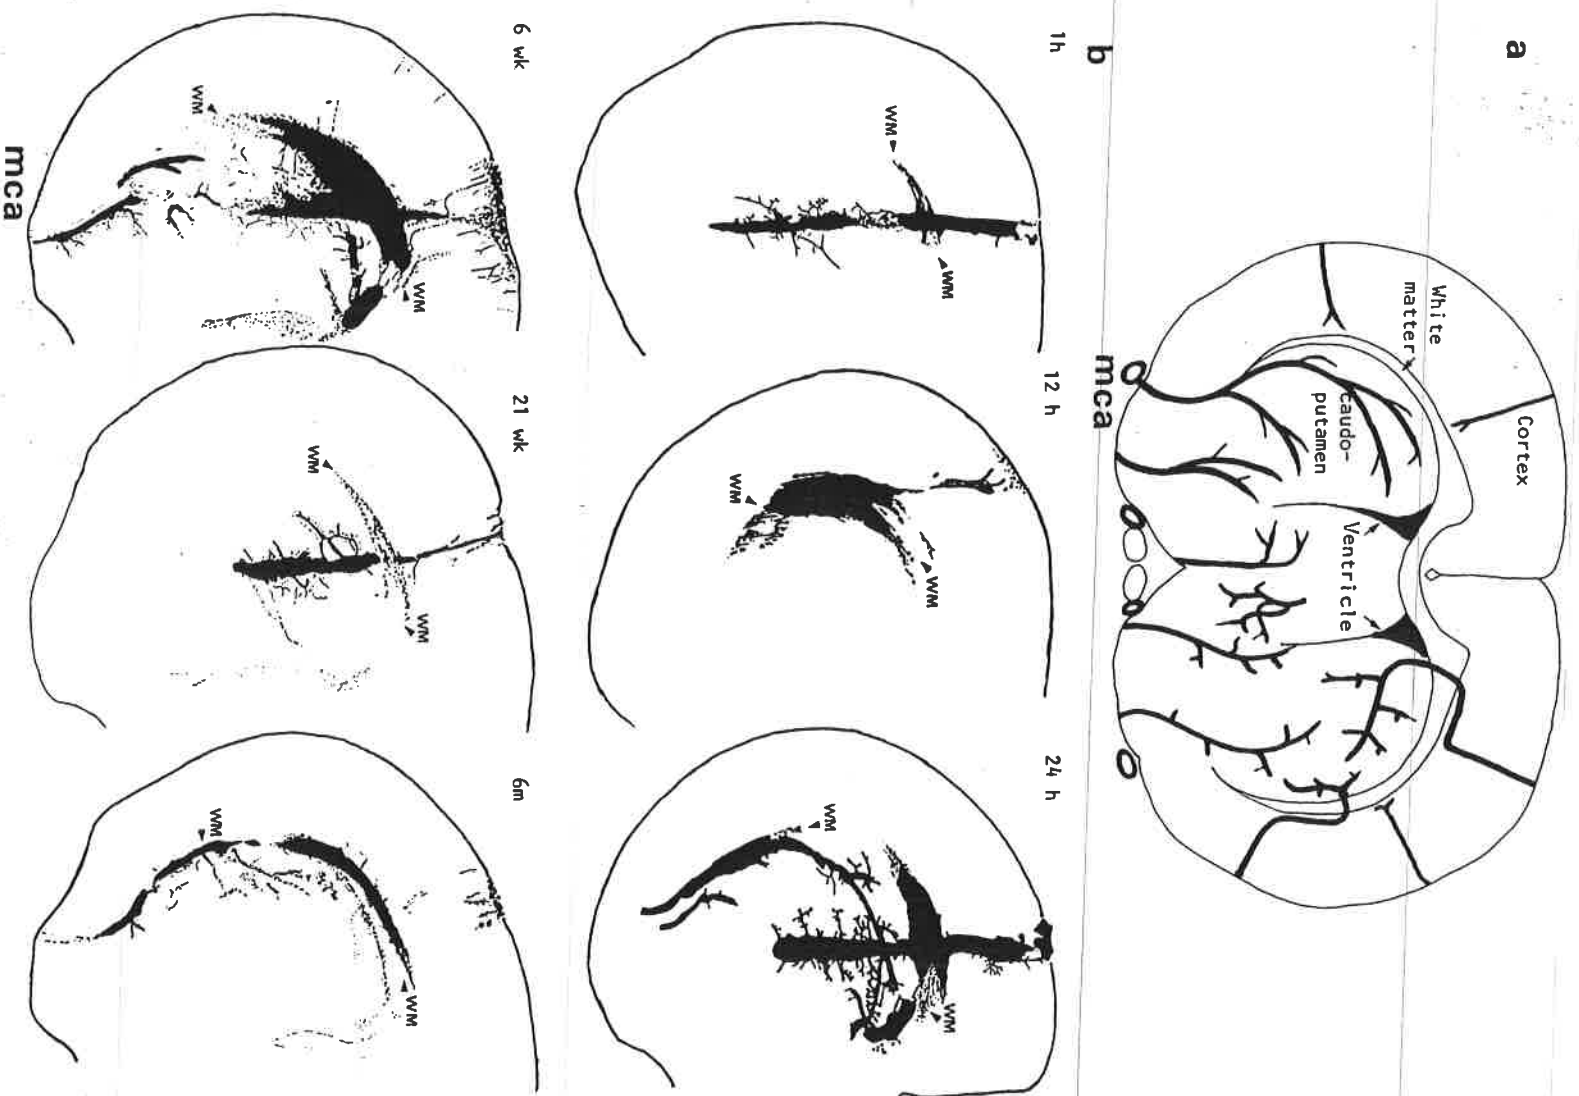 a
Cortex
White
matter
caudo-
putamen
Ventricle
mca
b
1h
12 h
24 h
WM
WM
WM
WM
WM
WM
6 wk
21 wk
6m
WM
WM
WM
WM
WM
WM
mca